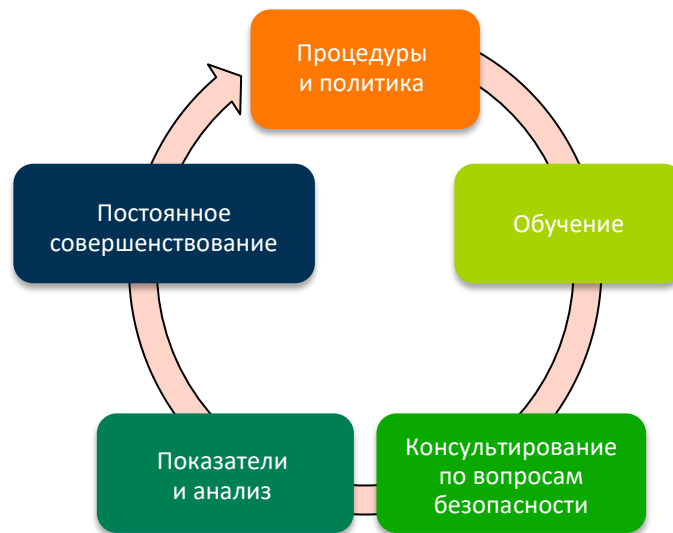 Процедуры
и политика
Обучение
Консультирование
по вопросам
безопасности
Показатели
и анализ
Постоянное
совершенствование